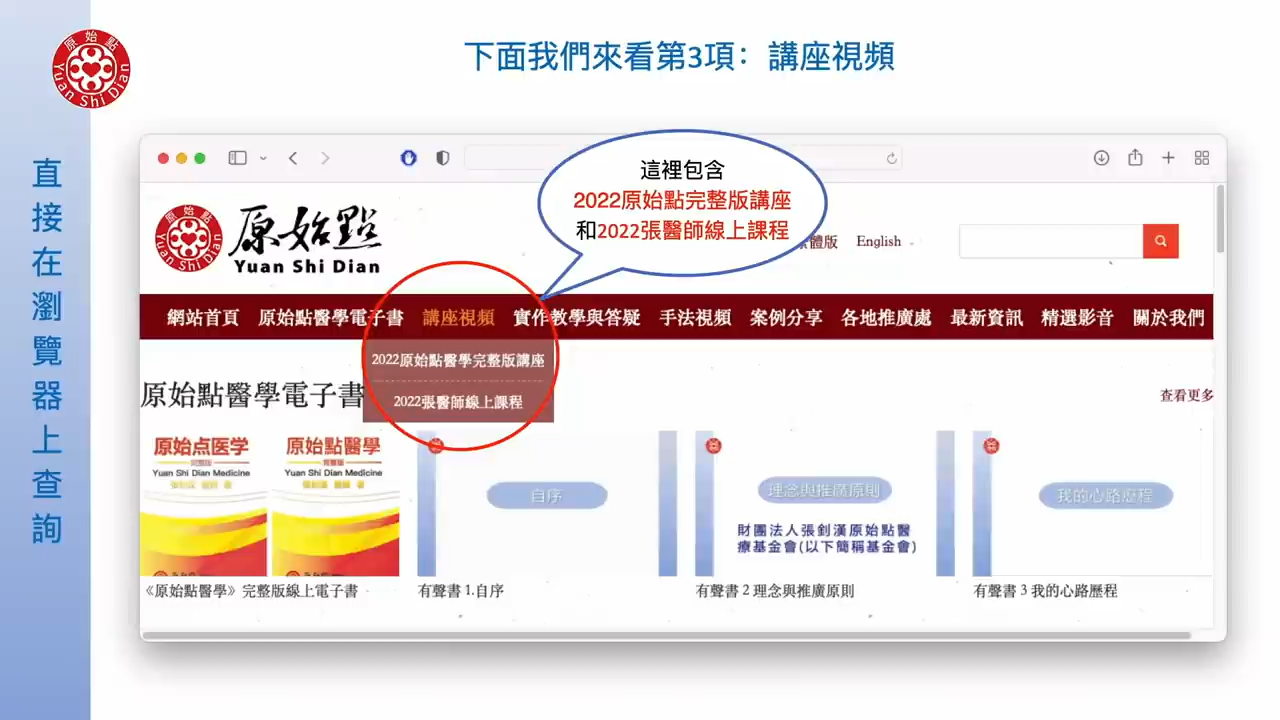 下面我們來看第3項：講座視頻
原始點
Yuan Shi Dian
直接在瀏覽器上查詢
這裡包含
2022原始點完整版講座
和2022張醫師線上課程
原始點
Yuan Shi Dian
原始點
Yuan Shi Dian
繁體版 English
網站首頁 原始點醫學電子書 講座視頻 實作教學與答疑 手法視頻 案例分享 各地推廣處 最新資訊 精選影音 關於我們
2022原始點醫學完整版講座
2022張醫師線上課程
原始點醫學電子書
查看更多
原始点医学
完整版
Yuan Shi Dian Medicine
原始點醫學
完整版
Yuan Shi Dian Medicine
自序
理念與推廣原則
財團法人張釗漢原始點醫
療基金會(以下簡稱基金會)
我的心路歷程
《原始點醫學》完整版線上電子書
有聲書 1.自序
有聲書 2 理念與推廣原則
有聲書 3 我的心路歷程